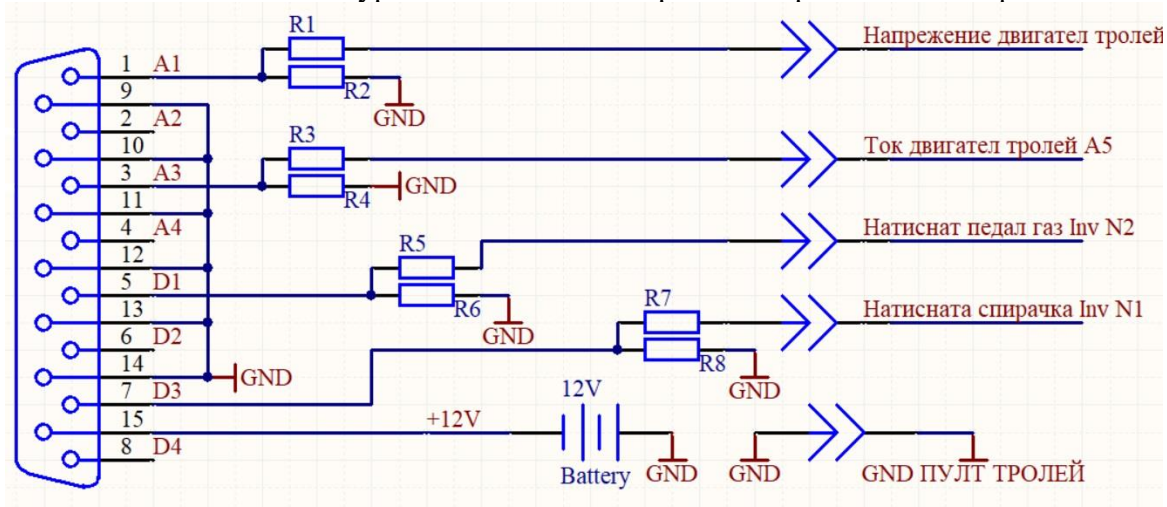 R1
Напрежение двигател тролей
1 A1
R2
9
GND
2 A2
R3
10
Ток двигател тролей А5
3 A3
GND
R4
11
Натиснат педал газ Inv N2
4 A4
R5
12
5 D1
R6
R7
Натисната спирачка Inv N1
13
GND
6 D2
R8
14
GND
GND
7 D3
12V
15
+12V
8 D4
Battery
GND
GND
GND ПУЛТ ТРОЛЕЙ